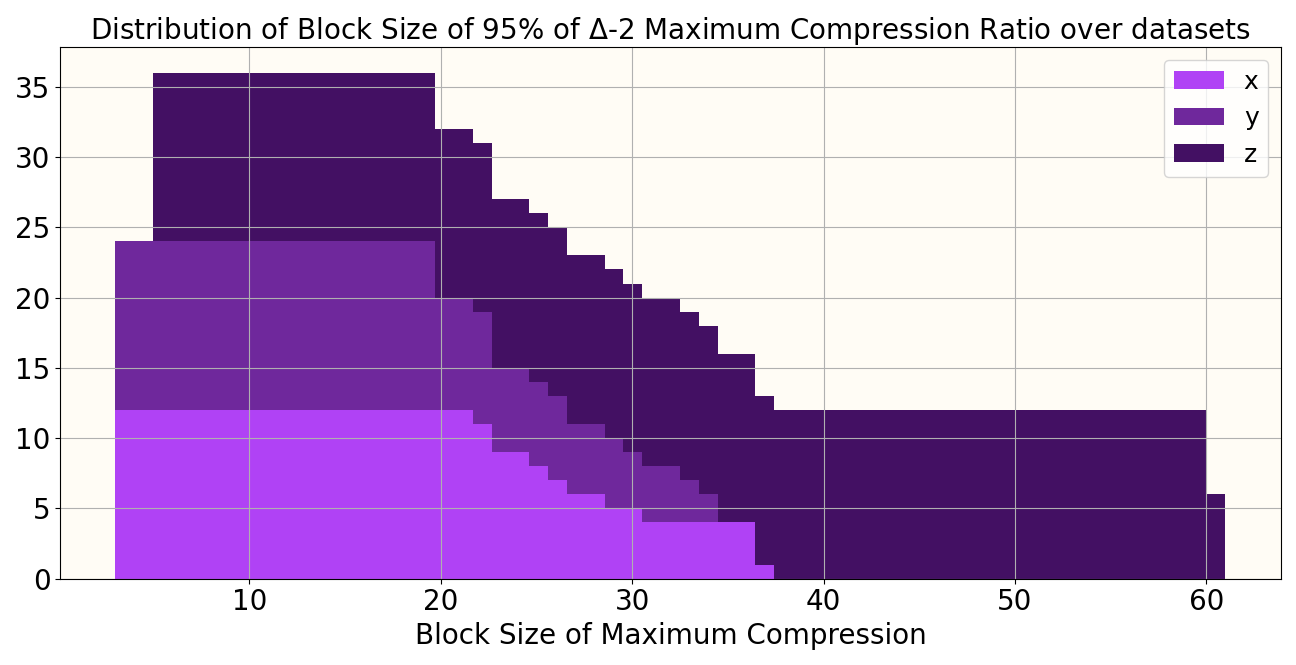 Distribution of Block Size of 95% of Δ-2 Maximum Compression Ratio over datasets
35
30
25
20
15
10
5
0
x
y
z
10 20 30 40 50 60
Block Size of Maximum Compression